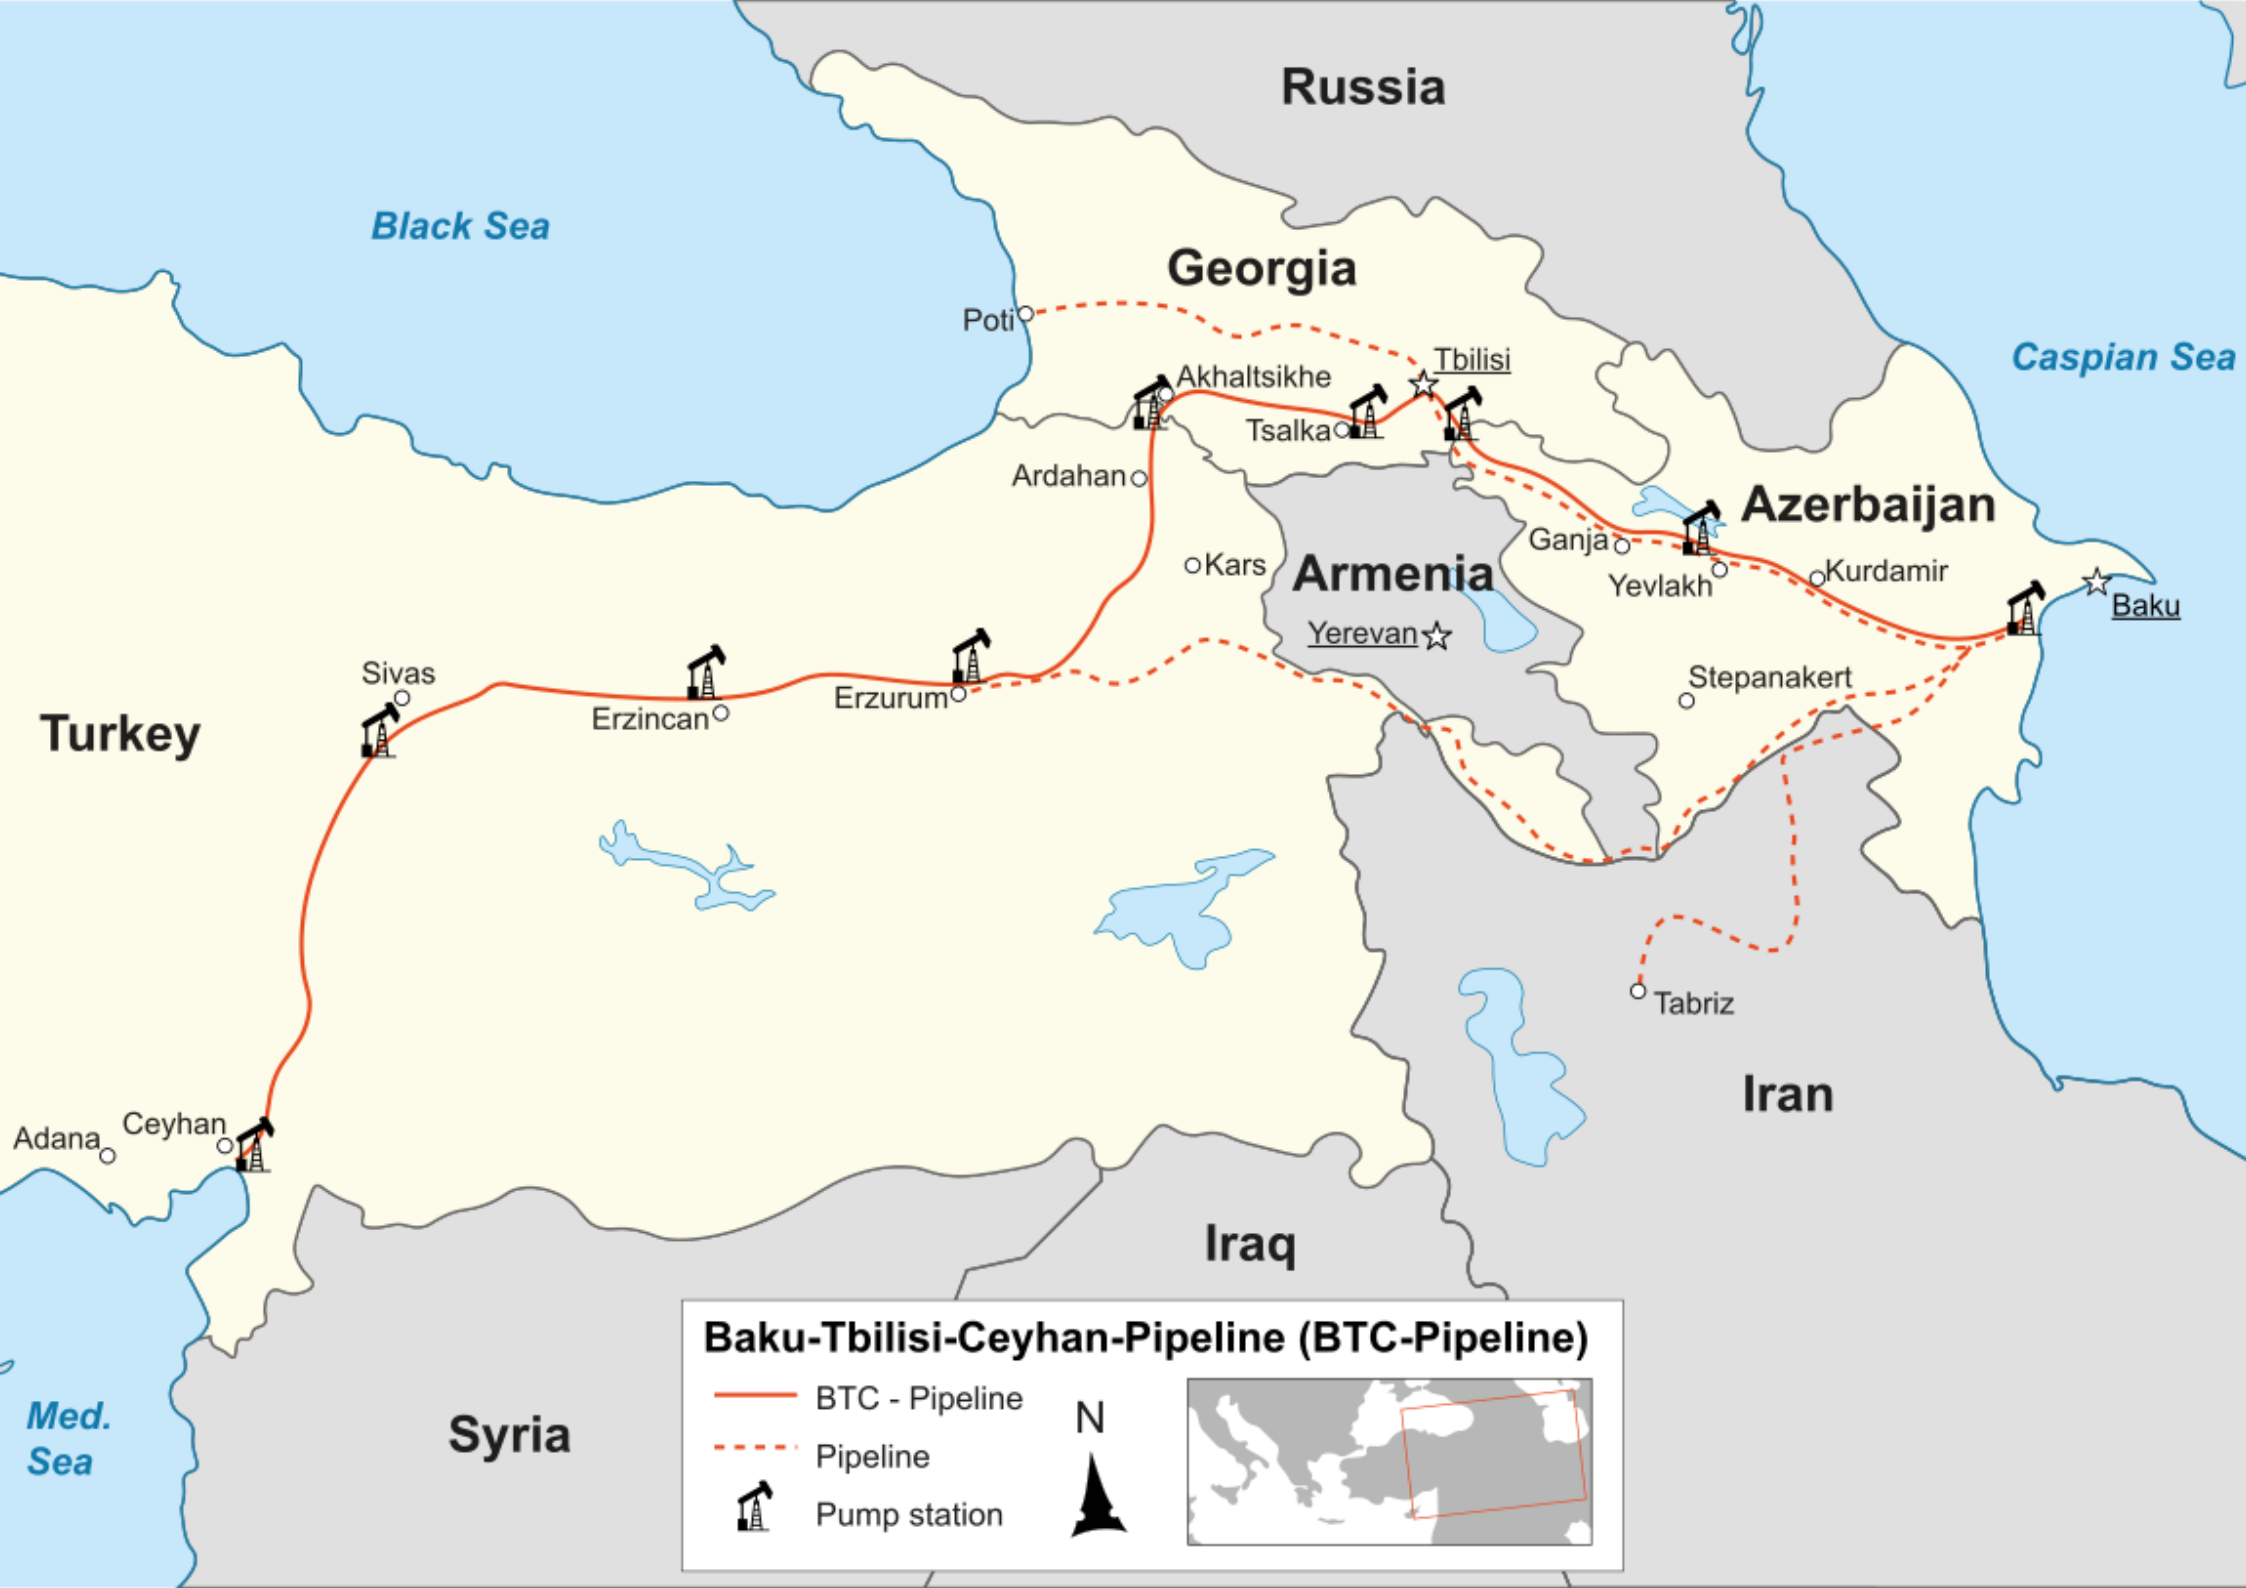 Russia
Black Sea
Georgia
Poti
Tbilisi
Caspian Sea
Akhaltsikhe
Tsalka
Ardahan
Azerbaijan
Ganja
Kars
Armenia
Yevlakh
Kurdamir
Baku
Yerevan
Sivas
Stepanakert
Erzurum
Erzincan
Turkey
Tabriz
Iran
Ceyhan
Adana
Iraq
Syria
Med.
Sea
Baku-Tbilisi-Ceyhan-Pipeline (BTC-Pipeline)
BTC - Pipeline
Pipeline
Pump station
N